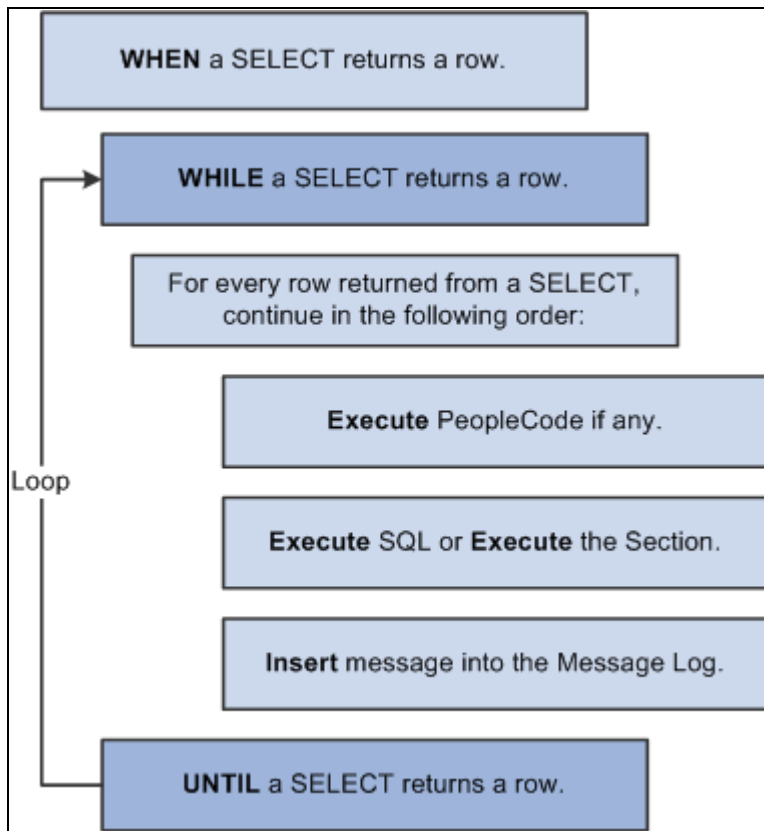 WHEN a SELECT returns a row.
WHILE a SELECT returns a row.
For every row returned from a SELECT,
continue in the following order:
Execute PeopleCode if any.
Loop
Execute SQL or Execute the Section.
Insert message into the Message Log.
UNTIL a SELECT returns a row.